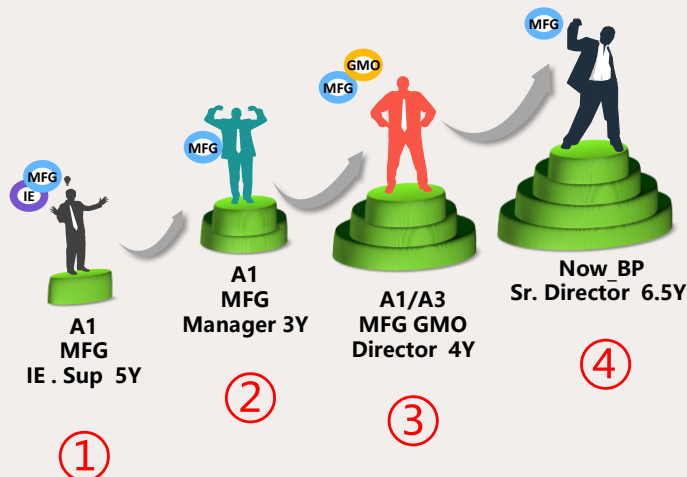 MFG
IE
A1
MFG
IE . Sup 5Y
①
MFG
A1
MFG
Manager 3Y
②
GMO
MFG
A1/A3
MFG GMO
Director 4Y
③
MFG
Now_BP
Sr. Director 6.5Y
④